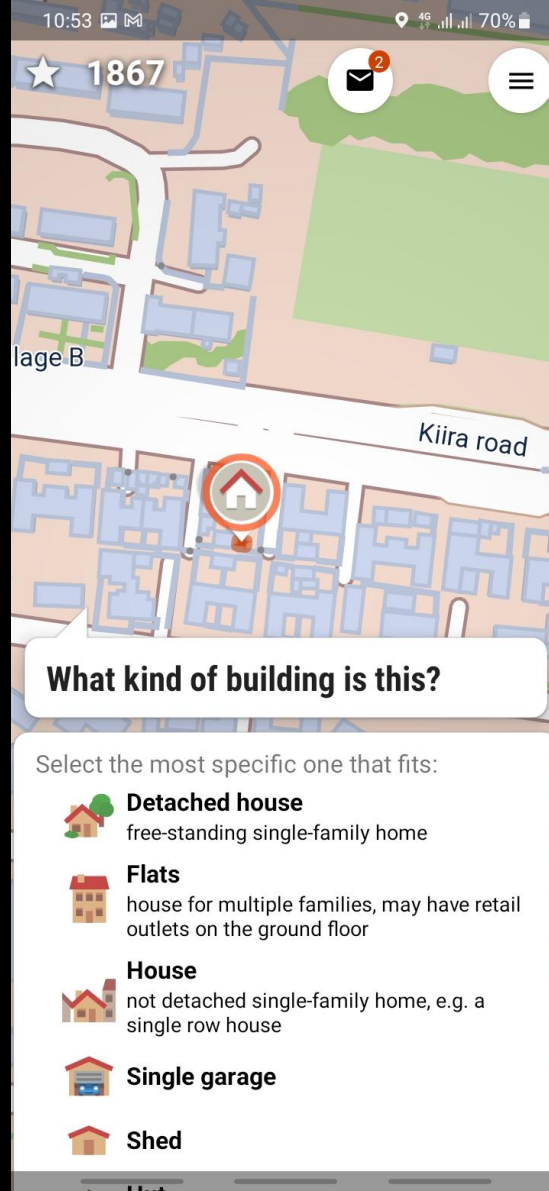 10:53
4G
70%
1867
2
lage B
Kiira road
What kind of building is this?
Select the most specific one that fits:
Detached house
free-standing single-family home
Flats
house for multiple families, may have retail
outlets on the ground floor
House
not detached single-family home, e.g. a
single row house
Single garage
Shed